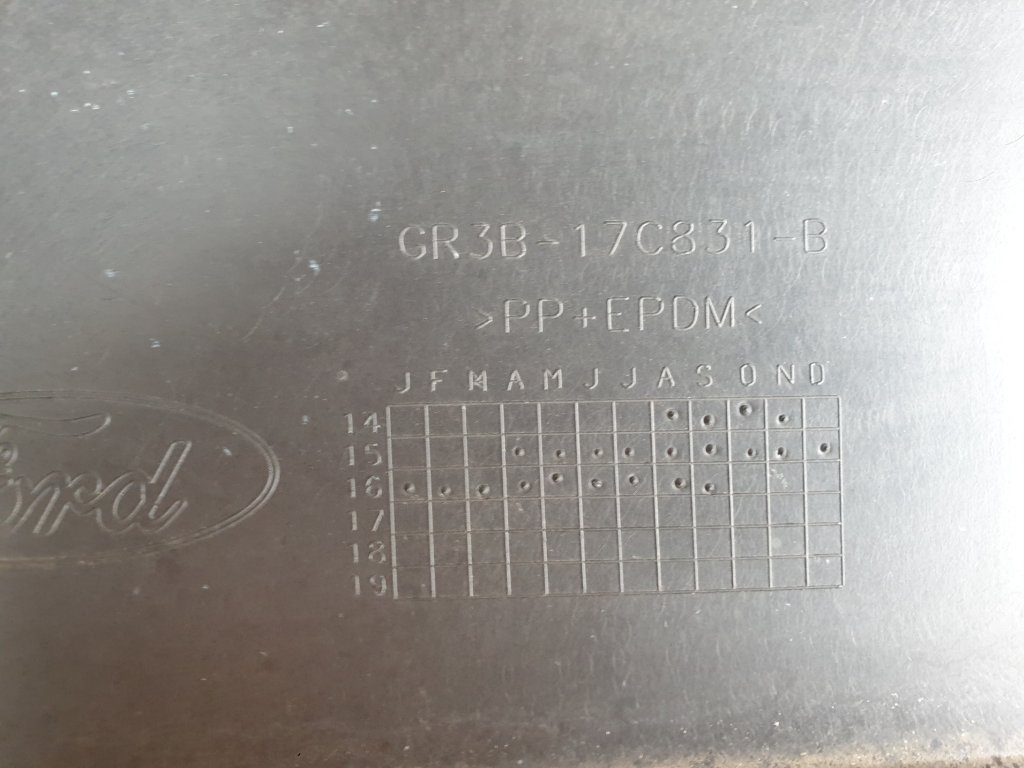 GR3B-17C831-B
>PP+EPDM<
J F M A M J J A S O N D
14
15
16
17
18
19
Ford